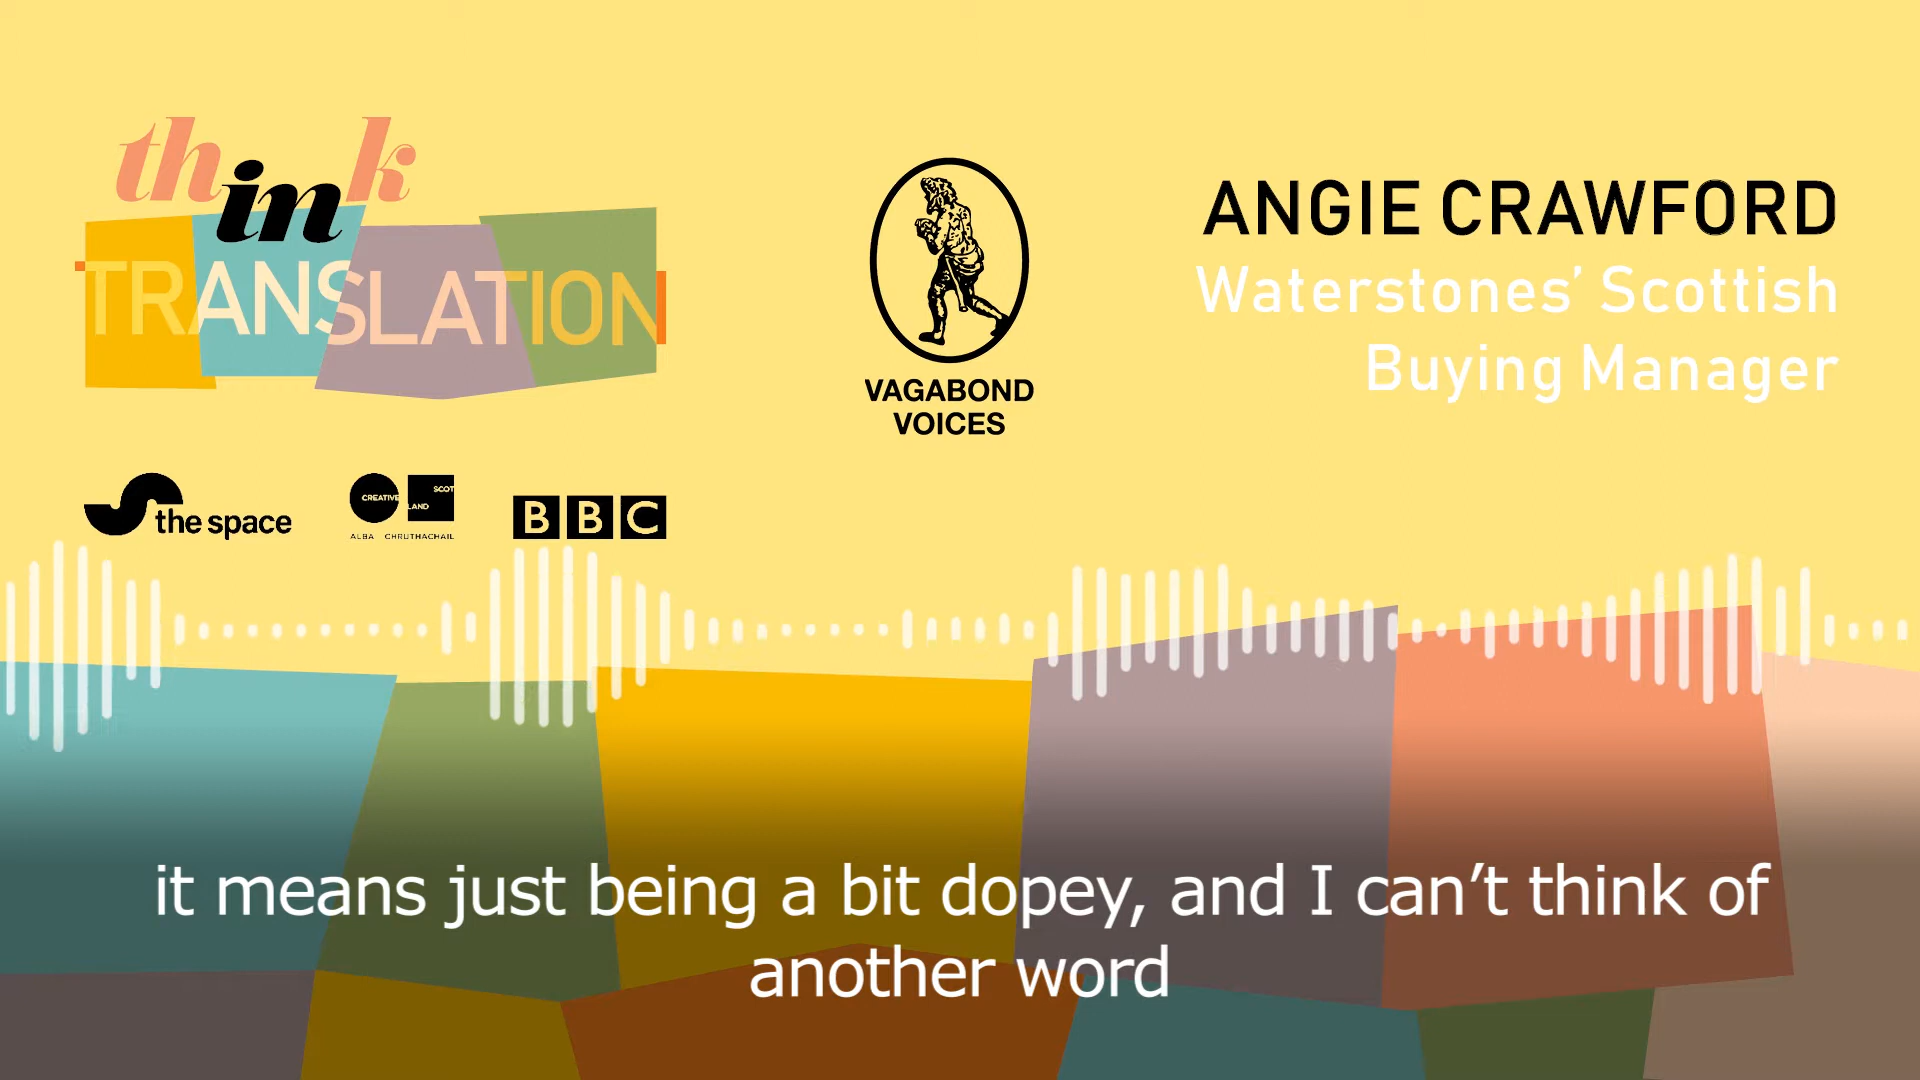 think
TRANSLATION
VAGABOND
VOICES
ANGIE CRAWFORD
Waterstones’ Scottish
Buying Manager
the space
CREATIVE SCOT
LAND
ALBA CHRUTHACHAIL
BBC
it means just being a bit dopey, and I can’t think of
another word